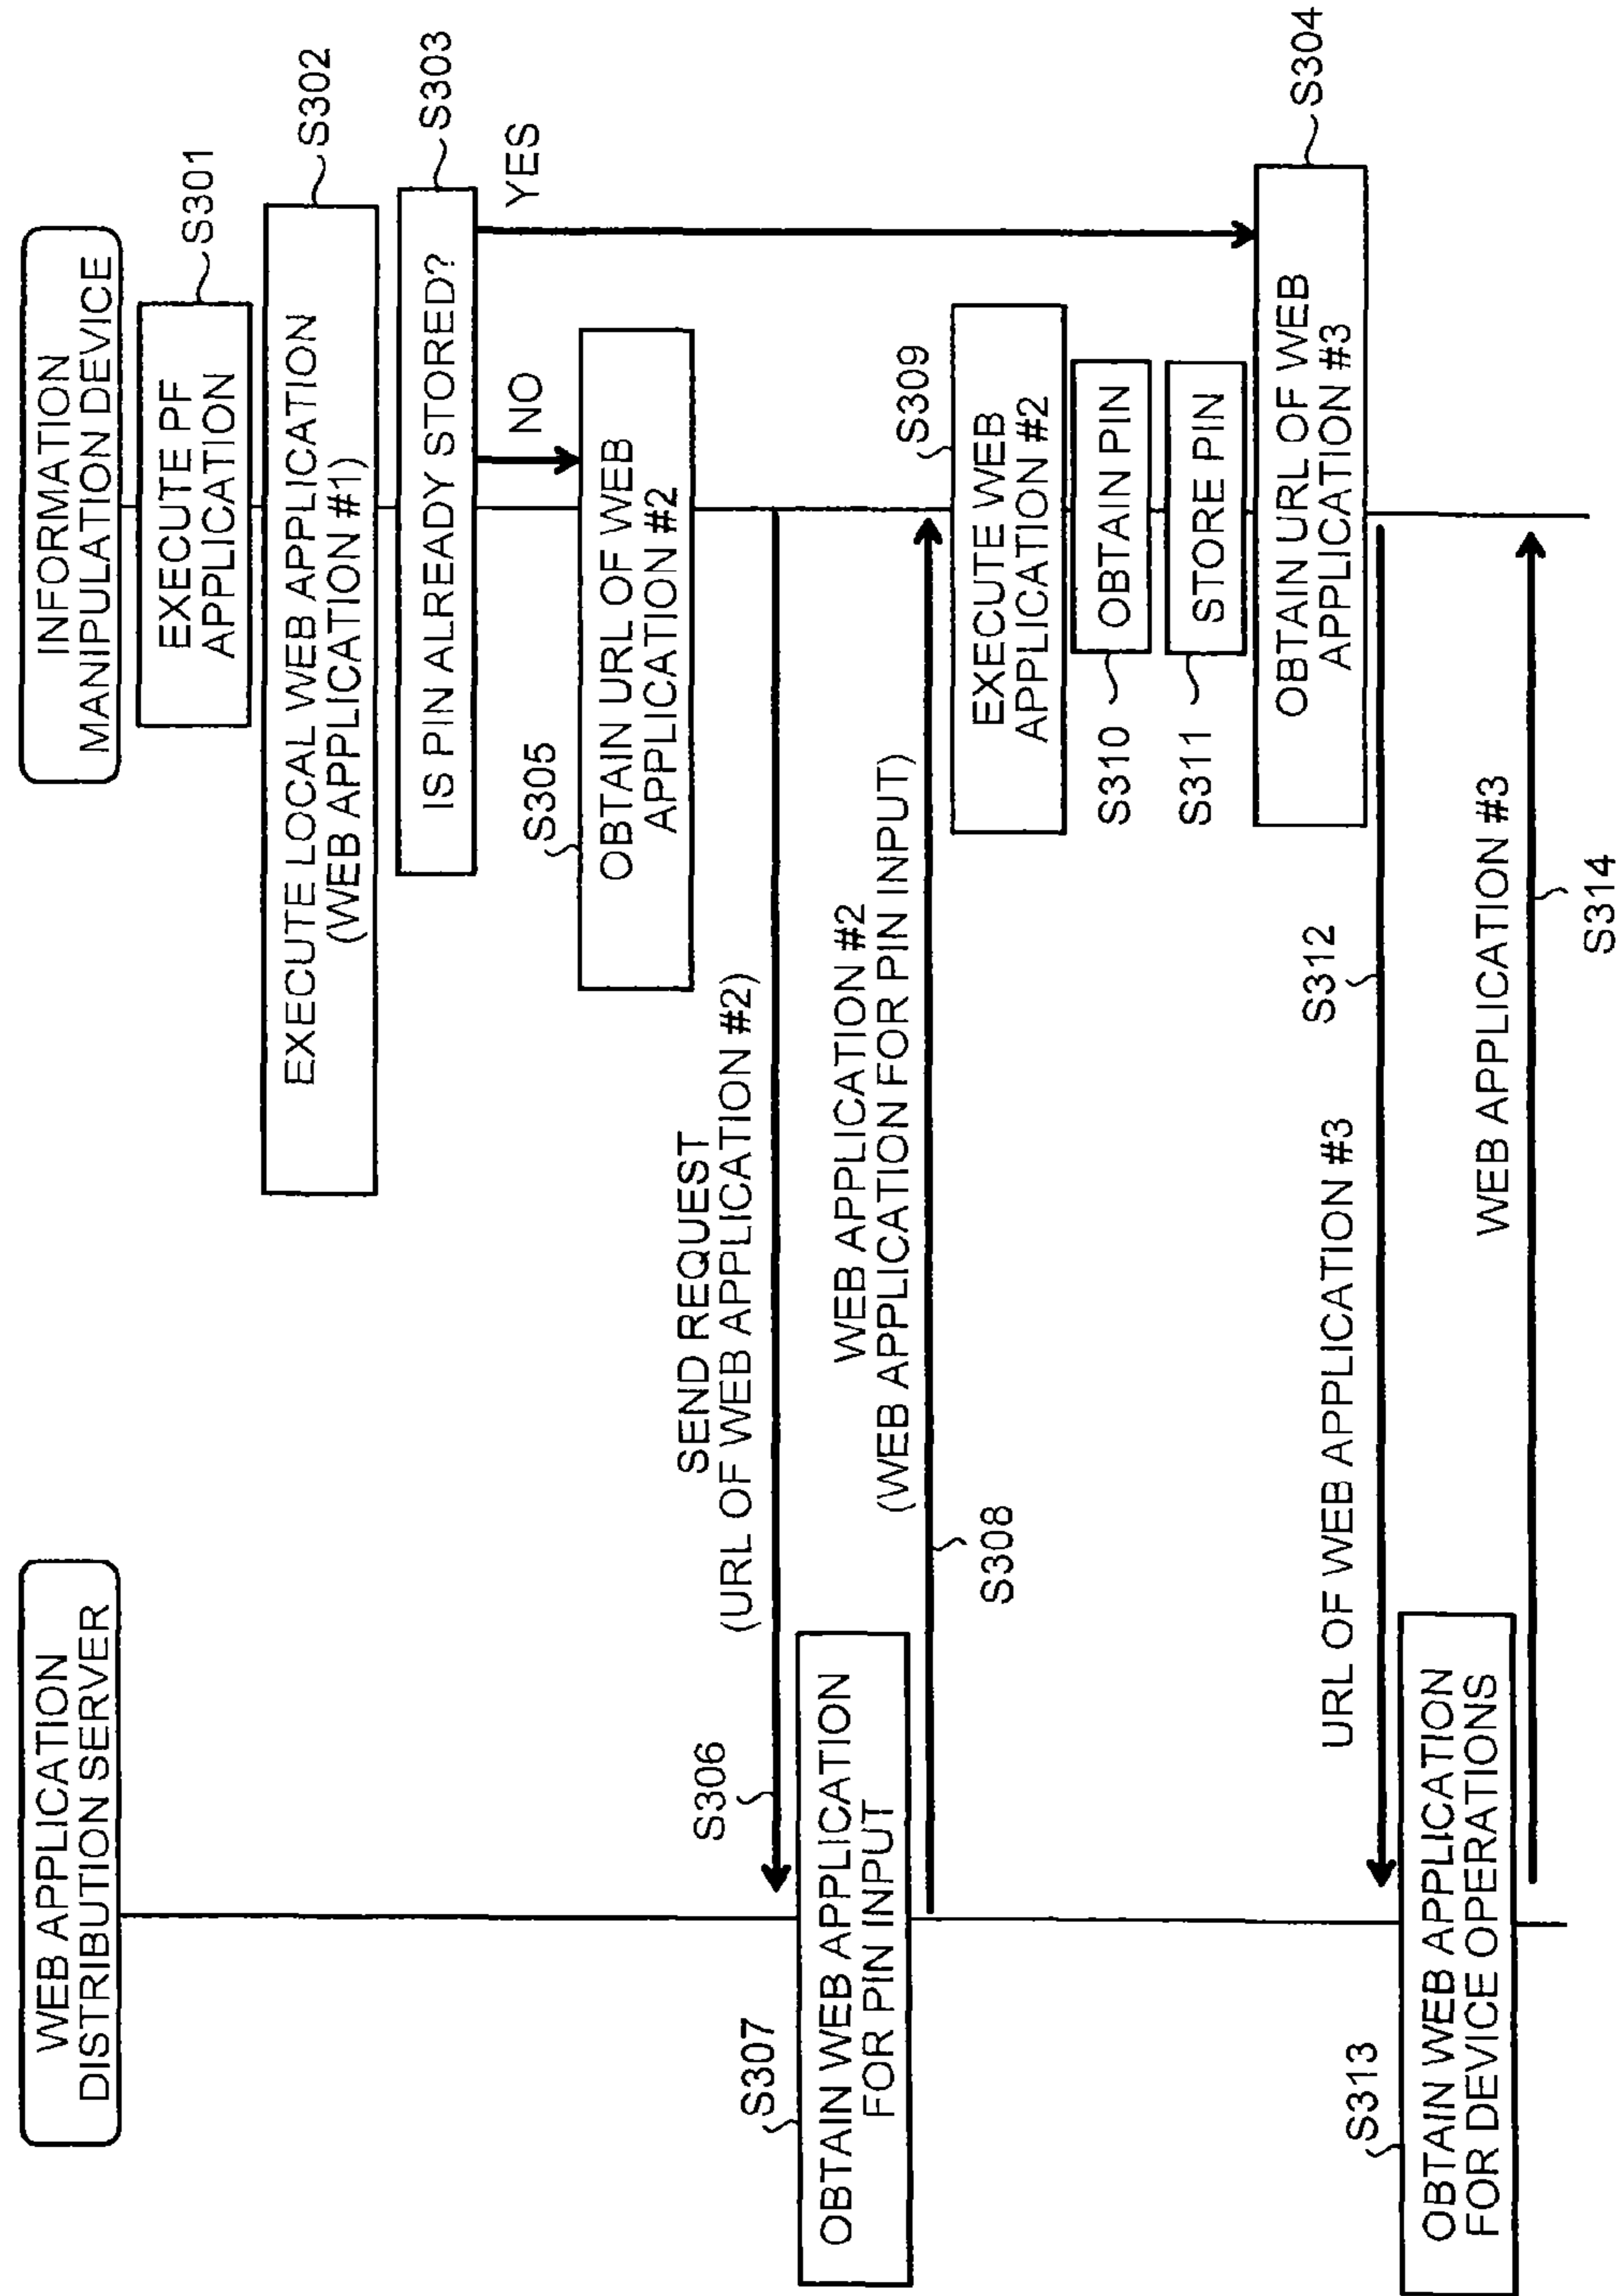 WEB APPLICATION
DISTRIBUTION SERVER
INFORMATION
MANIPULATION DEVICE
EXECUTE PF
APPLICATION
S301
EXECUTE LOCAL WEB APPLICATION
(WEB APPLICATION #1)
S302
IS PIN ALREADY STORED?
S303
NO
YES
S305
OBTAIN URL OF WEB
APPLICATION #2
SEND REQUEST
(URL OF WEB APPLICATION #2)
S306
S307
OBTAIN WEB APPLICATION
FOR PIN INPUT
WEB APPLICATION #2
(WEB APPLICATION FOR PIN INPUT)
S308
S309
EXECUTE WEB
APPLICATION #2
S310
OBTAIN PIN
S311
STORE PIN
OBTAIN URL OF WEB
APPLICATION #3
S304
URL OF WEB APPLICATION #3
S312
S313
OBTAIN WEB APPLICATION
FOR DEVICE OPERATIONS
WEB APPLICATION #3
S314